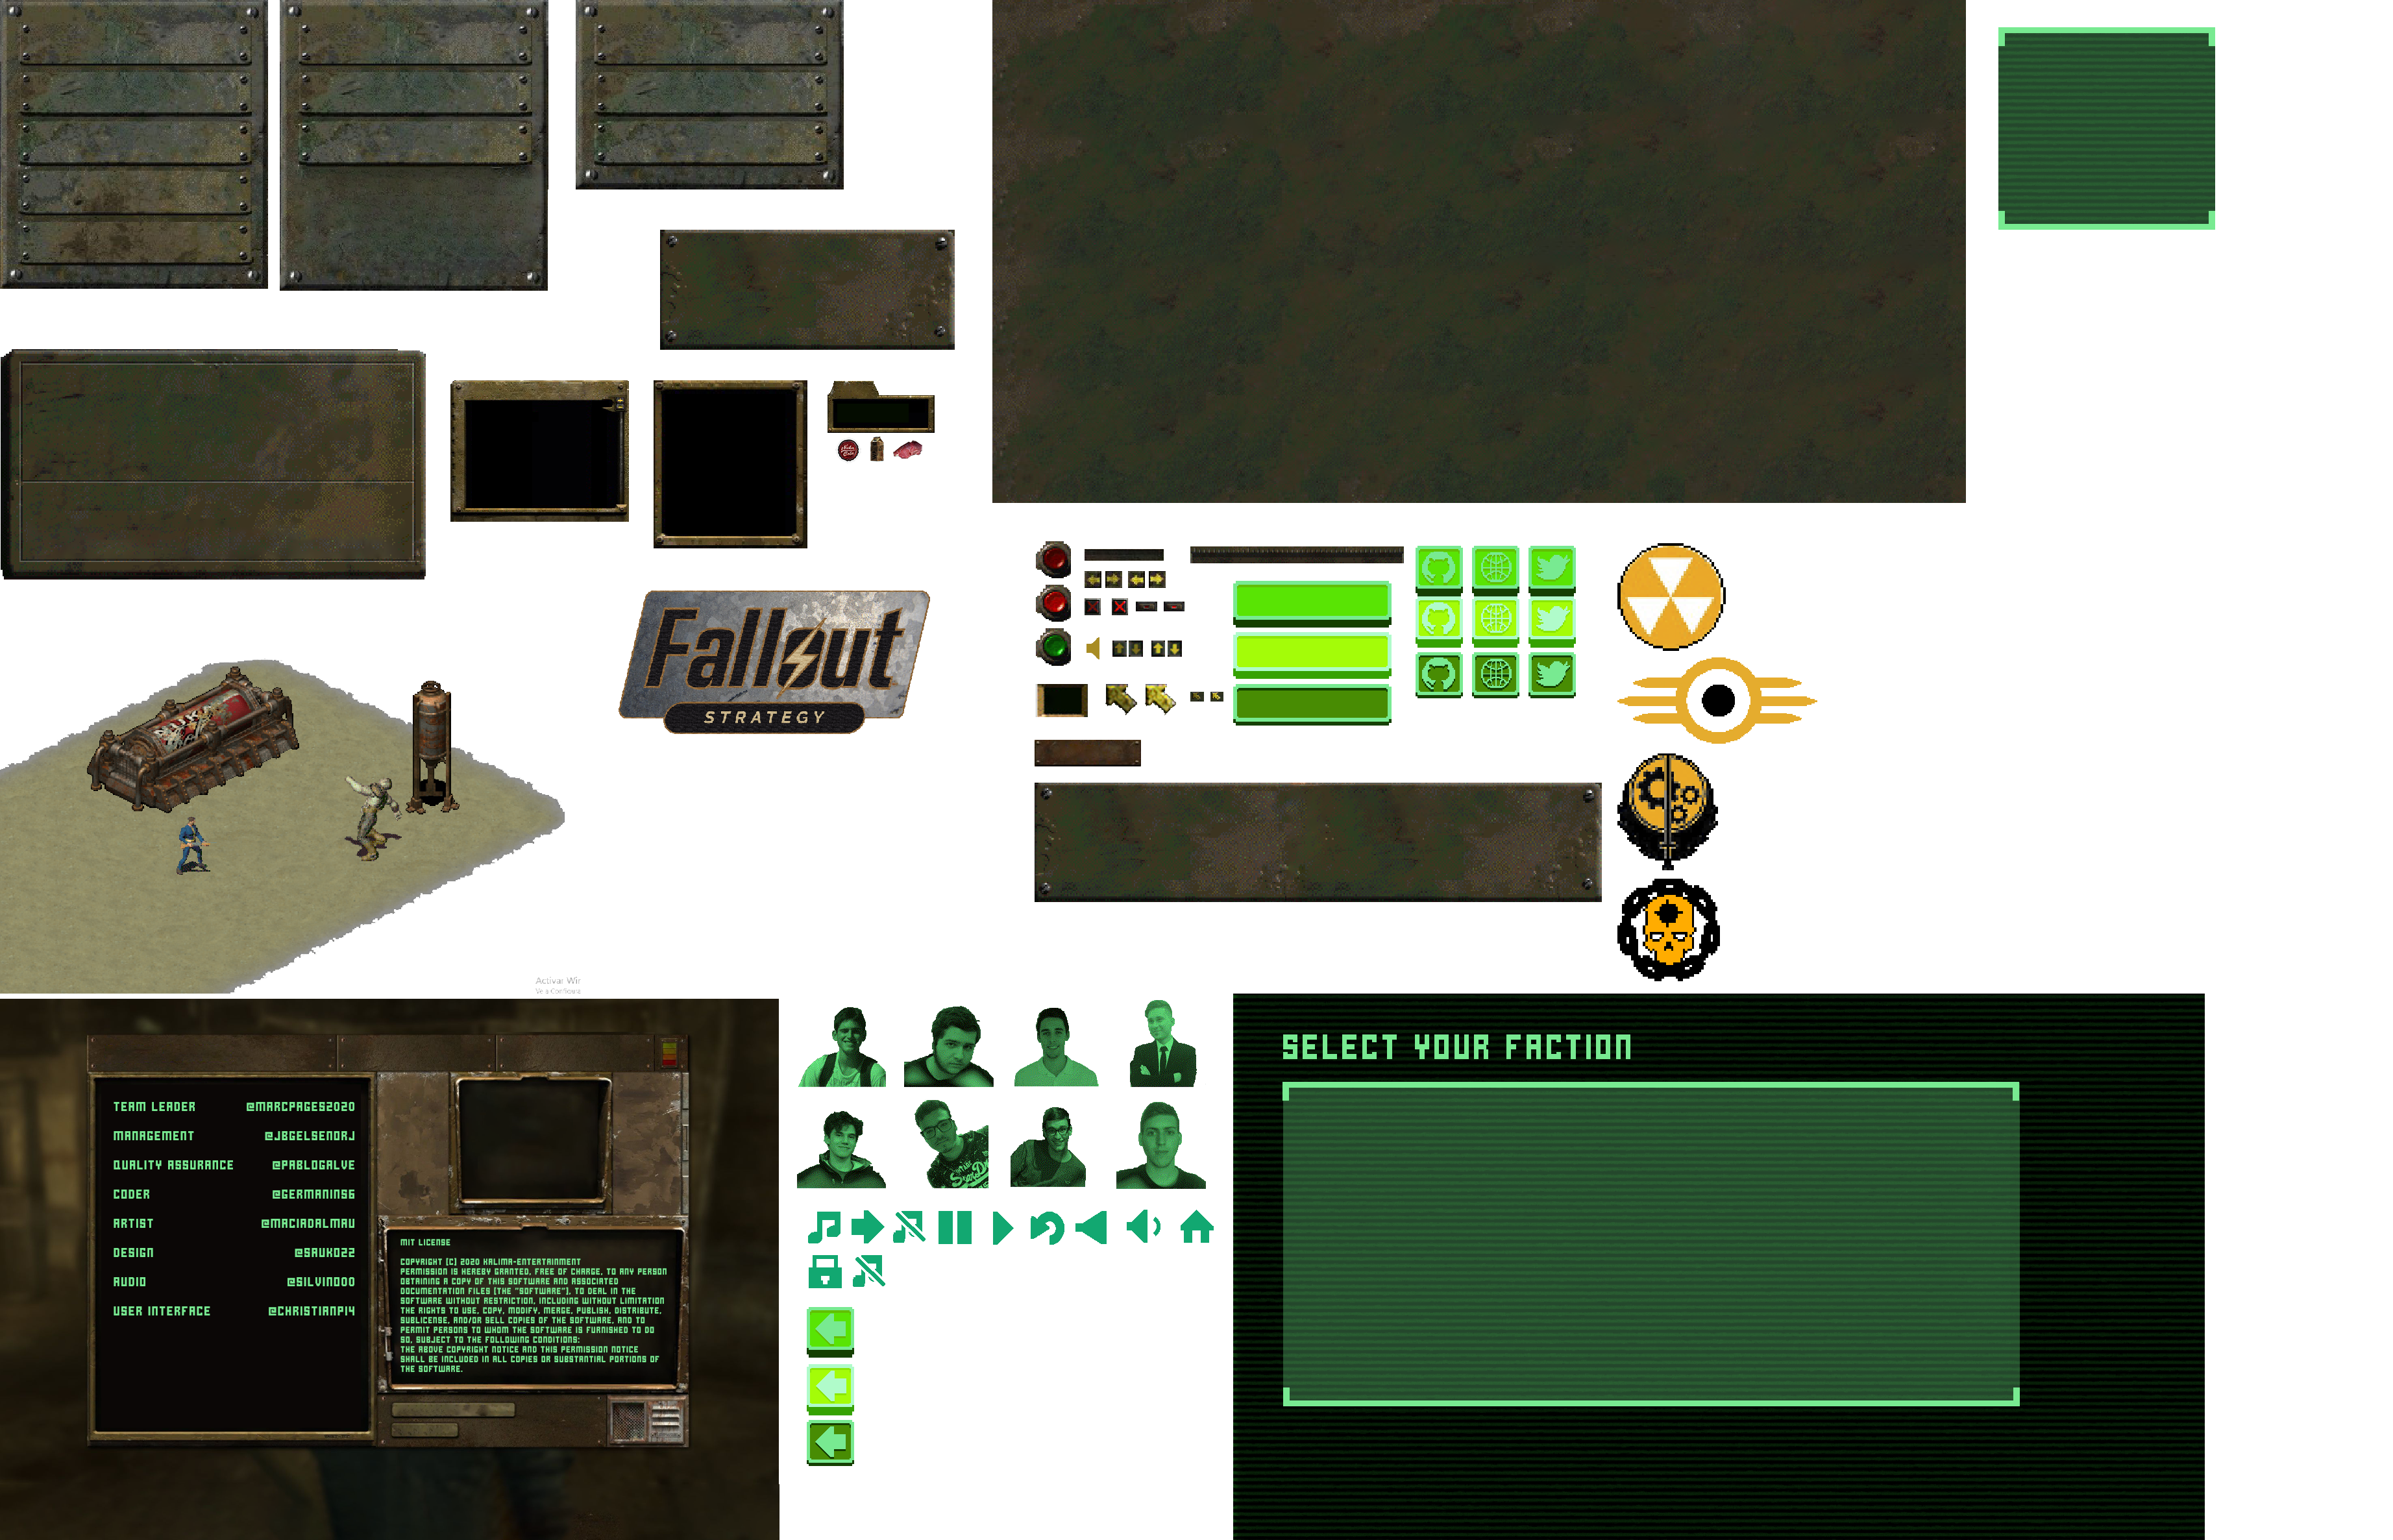 Fallout
STRATEGY
Activar Wir
SELECT YOUR FACTION
TEAM LEADER @MARCPAGES2020
MANAGEMENT @JBGELSENORJ
QUALITY ASSURANCE @PABLOGALVE
CODER @GERMANINS6
ARTIST @MACIADALMAU
DESIGN @SAUKO22
AUDIO @SILVINO00
USER INTERFACE @CHRISTIANPI4
MIT LICENSE
COPYRIGHT [C] 2020 KALIMA-ENTERTAINMENT
PERMISSION IS HEREBY GRANTED, FREE OF CHARGE, TO ANY PERSON
OBTAINING A COPY OF THIS SOFTWARE AND ASSOCIATED
DOCUMENTATION FILES [THE "SOFTWARE"], TO DEAL IN THE
SOFTWARE WITHOUT RESTRICTION, INCLUDING WITHOUT LIMITATION
THE RIGHTS TO USE, COPY, MODIFY, MERGE, PUBLISH, DISTRIBUTE,
SUBLICENSE, AND/OR SELL COPIES OF THE SOFTWARE, AND TO
PERMIT PERSONS TO WHOM THE SOFTWARE IS FURNISHED TO DO
SO, SUBJECT TO THE FOLLOWING CONDITIONS:
THE ABOVE COPYRIGHT NOTICE AND THIS PERMISSION NOTICE
SHALL BE INCLUDED IN ALL COPIES OR SUBSTANTIAL PORTIONS OF
THE SOFTWARE.